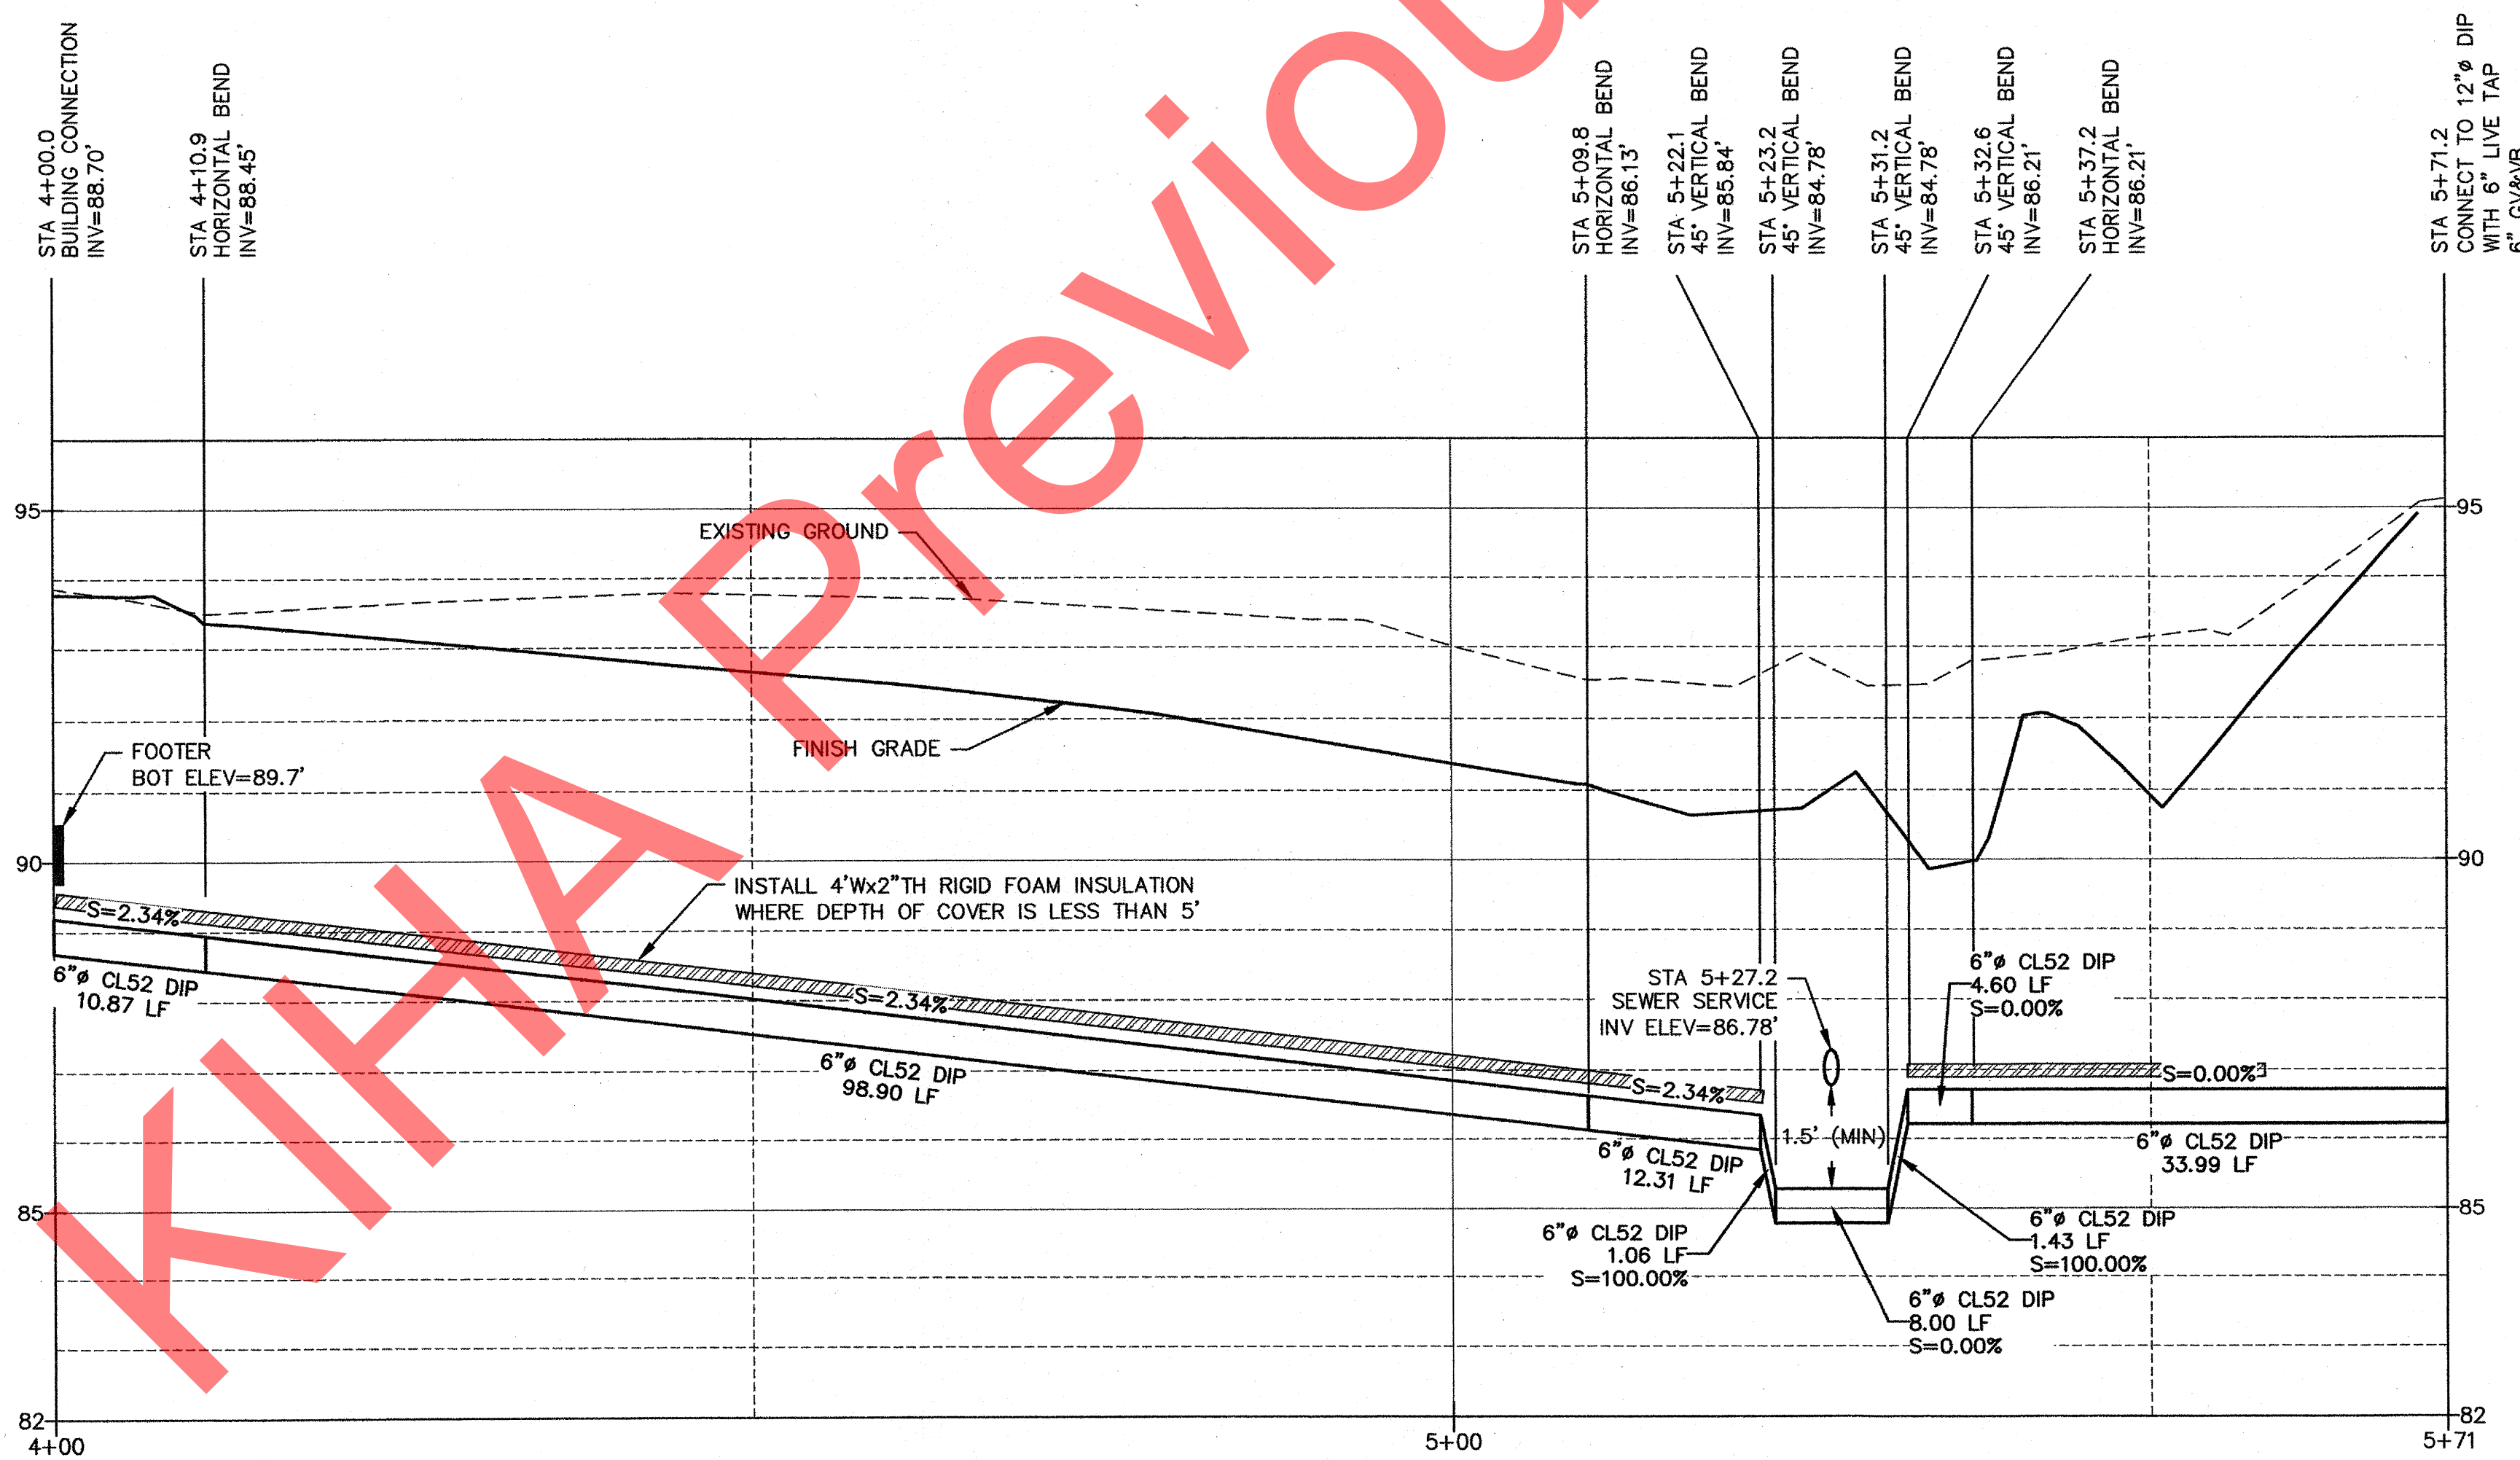 STA 4+00.0
BUILDING CONNECTION
INV=88.70'
STA 4+10.9
HORIZONTAL BEND
INV=88.45'
STA 5+09.8
HORIZONTAL BEND
INV=86.13'
STA 5+22.1
45° VERTICAL BEND
INV=85.84'
STA 5+23.2
45° VERTICAL BEND
INV=84.78'
STA 5+31.2
45° VERTICAL BEND
INV=84.78'
STA 5+32.6
45° VERTICAL BEND
INV=86.21'
STA 5+37.2
HORIZONTAL BEND
INV=86.21'
STA 5+71.2
CONNECT TO 12"ø DIP
WITH 6" LIVE TAP
6" GV&VB
95
95
EXISTING GROUND
FINISH GRADE
FOOTER
BOT ELEV=89.7'
90
90
INSTALL 4'Wx2"TH RIGID FOAM INSULATION
WHERE DEPTH OF COVER IS LESS THAN 5'
S=2.34%
6"ø CL52 DIP
10.87 LF
S=2.34%
6"ø CL52 DIP
98.90 LF
STA 5+27.2
SEWER SERVICE
INV ELEV=86.78'
6"ø CL52 DIP
4.60 LF
S=0.00%
S=2.34%
S=0.00%
1.5' (MIN)
6"ø CL52 DIP
12.31 LF
6"ø CL52 DIP
33.99 LF
85
85
6"ø CL52 DIP
1.06 LF
S=100.00%
6"ø CL52 DIP
1.43 LF
S=100.00%
6"ø CL52 DIP
8.00 LF
S=0.00%
82
82
4+00
5+00
5+71
KIHA Previou